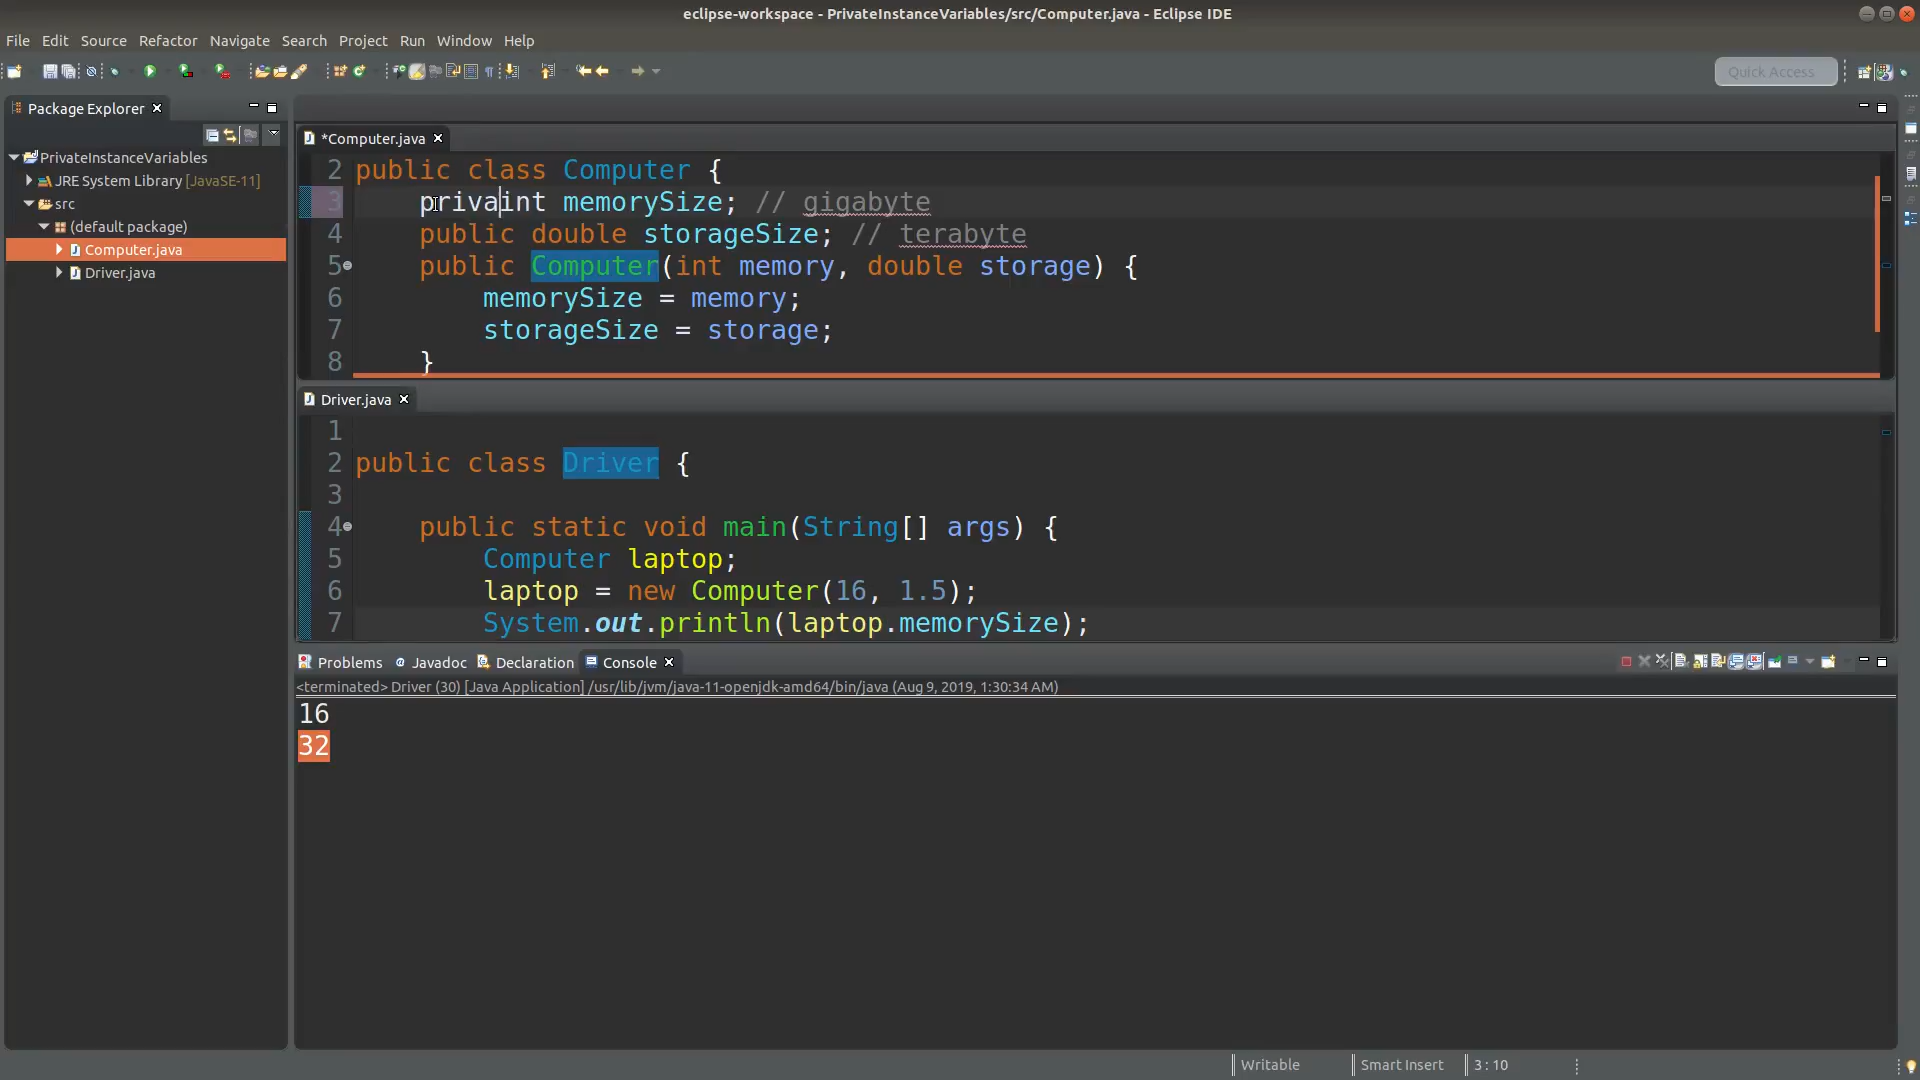 eclipse-workspace - PrivateInstanceVariables/src/Computer.java - Eclipse IDE
File Edit Source Refactor Navigate Search Project Run Window Help
Quick Access
Package Explorer
PrivateInstanceVariables
JRE System Library [JavaSE-11]
src
(default package)
Computer.java
Driver.java
*Computer.java
2 public class Computer {
3 privaint memorySize; // gigabyte
4 public double storageSize; // terabyte
5 public Computer(int memory, double storage) {
6 memorySize = memory;
7 storageSize = storage;
8 }
Driver.java
1
2 public class Driver {
3
4 public static void main(String[] args) {
5 Computer laptop;
6 laptop = new Computer(16, 1.5);
7 System.out.println(laptop.memorySize);
Problems Javadoc Declaration Console
<terminated> Driver (30) [Java Application] /usr/lib/jvm/java-11-openjdk-amd64/bin/java (Aug 9, 2019, 1:30:34 AM)
16
32
Writable Smart Insert 3 : 10